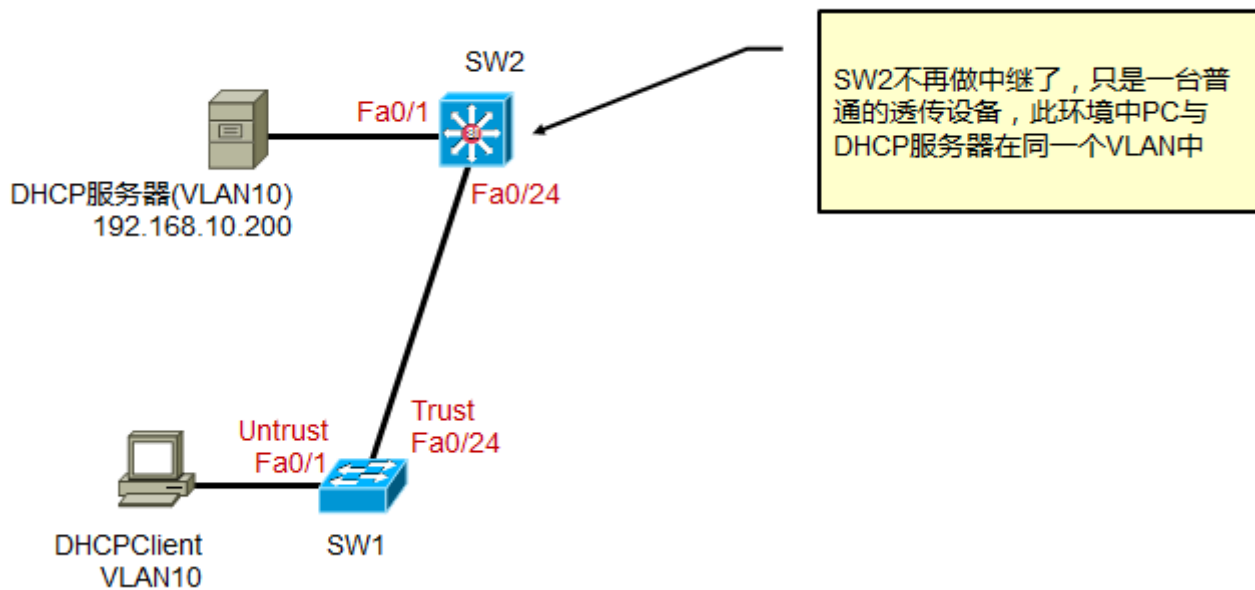 SW2
SW2不再做中继了，只是一台普
通的透传设备，此环境中PC与
DHCP服务器在同一个VLAN中
Fa0/1
DHCP服务器(VLAN10)
192.168.10.200
Fa0/24
Untrust
Fa0/1
Trust
Fa0/24
DHCPClient
VLAN10
SW1